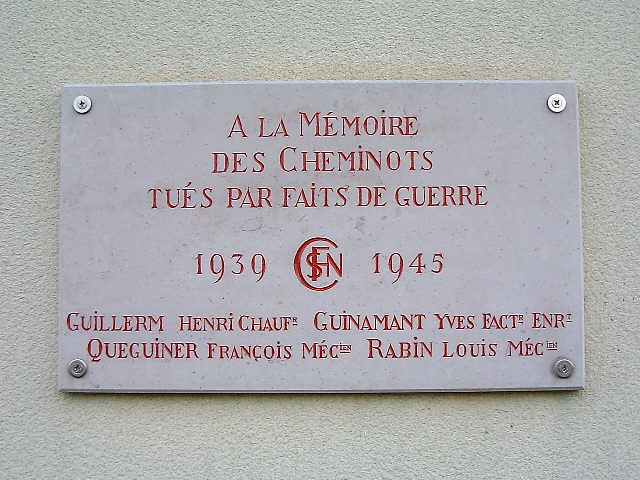 A LA MÉMOIRE
DES CHEMINOTS
TUÉS PAR FAITS DE GUERRE
1939 SNCF 1945
GUILLERM HENRI CHAUFR GUINAMANT YVES FACTR ENRT
QUEGUINER FRANÇOIS MÉCIEN RABIN LOUIS MÉCIEN